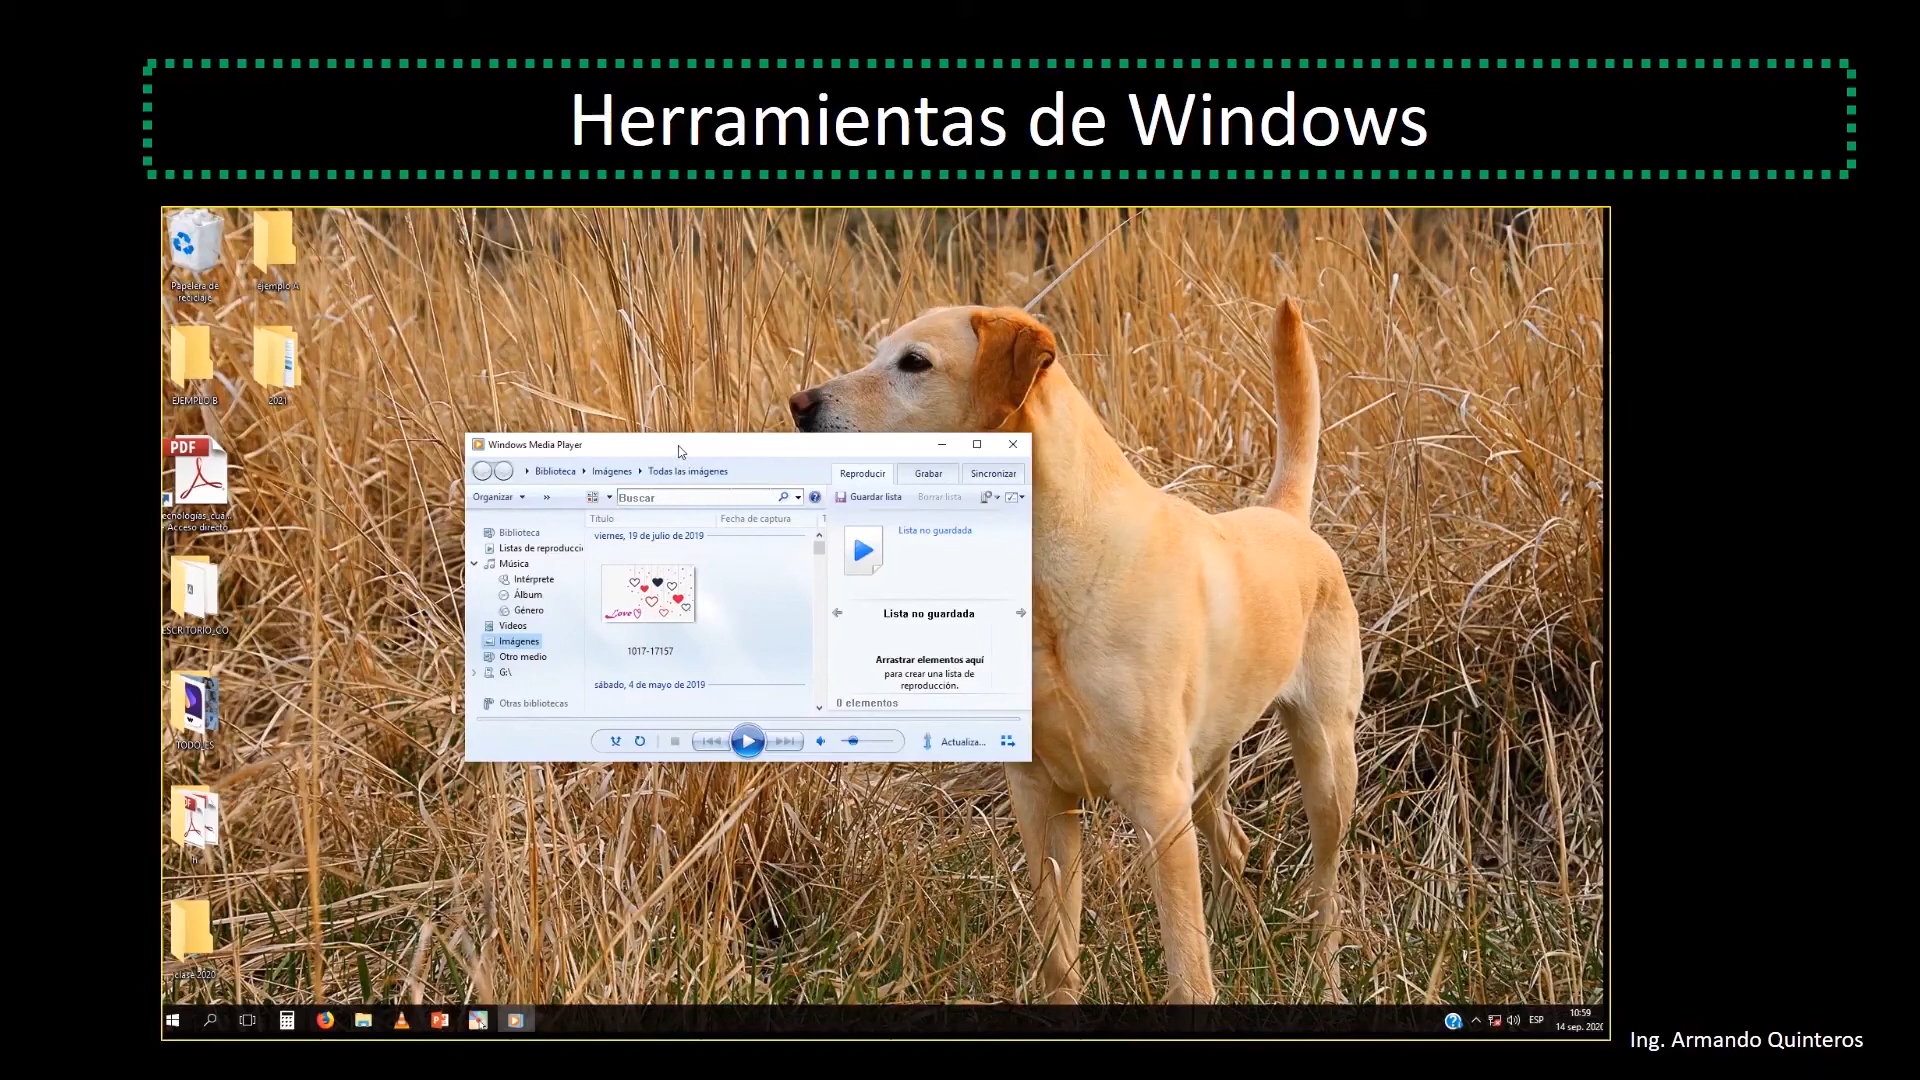 Herramientas de Windows
Papelera de
reciclaje
ejemplo A
EJEMPLO B
2021
PDF
Acceso directo
TODO_ES
h
clase 2020
Windows Media Player
Biblioteca
Imágenes
Todas las imágenes
Reproducir
Grabar
Sincronizar
Organizar
»
Buscar
Guardar lista
Borrar lista
Título
Fecha de captura
Biblioteca
Listas de reproducci
Música
Intérprete
Álbum
Género
Videos
Imágenes
Otro medio
G:\
Otras bibliotecas
viernes, 19 de julio de 2019
Love
1017-17157
sábado, 4 de mayo de 2019
Lista no guardada
Lista no guardada
Arrastrar elementos aquí
para crear una lista de
reproducción.
0 elementos
Actualiza...
ESP
10:59
14 sep. 2020
Ing. Armando Quinteros